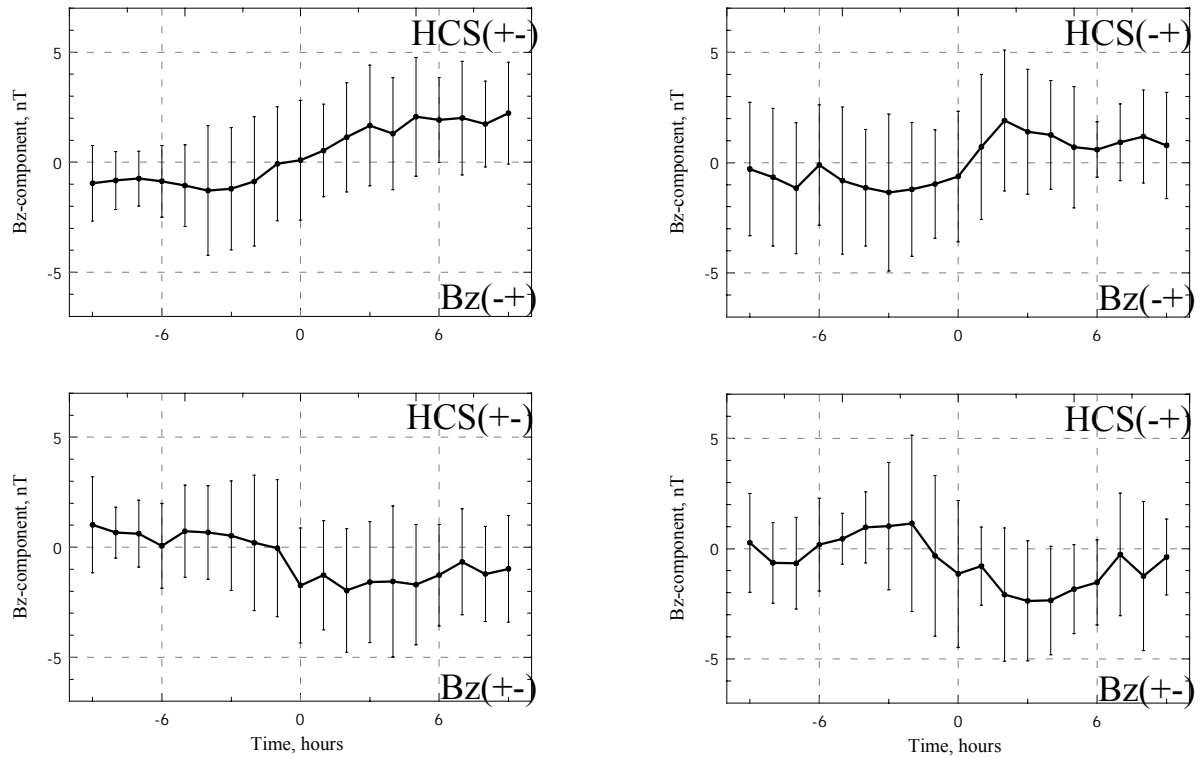 HCS(+-)
5
0
-5
Bz-component, nT
Bz(-+)
-6
0
6
HCS(-+)
5
0
-5
Bz-component, nT
Bz(-+)
-6
0
6
HCS(+-)
5
0
-5
Bz-component, nT
Bz(+-)
-6
0
6
Time, hours
HCS(-+)
5
0
-5
Bz-component, nT
Bz(+-)
-6
0
6
Time, hours